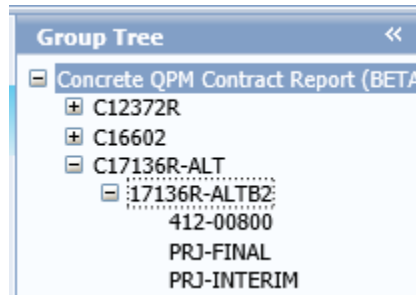 Group Tree «
Concrete QPM Contract Report (BETA
C12372R
C16602
C17136R-ALT
17136R-ALTB2
412-00800
PRJ-FINAL
PRJ-INTERIM